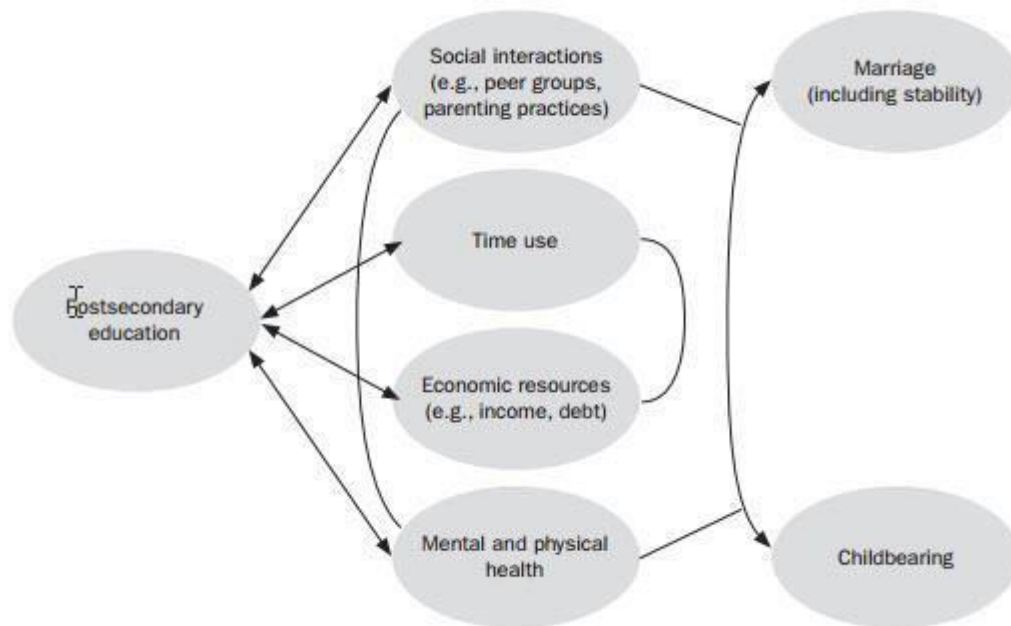 Social interactions
(e.g., peer groups,
parenting practices)
Marriage
(including stability)
Time use
Postsecondary
education
Economic resources
(e.g., income, debt)
Mental and physical
health
Childbearing